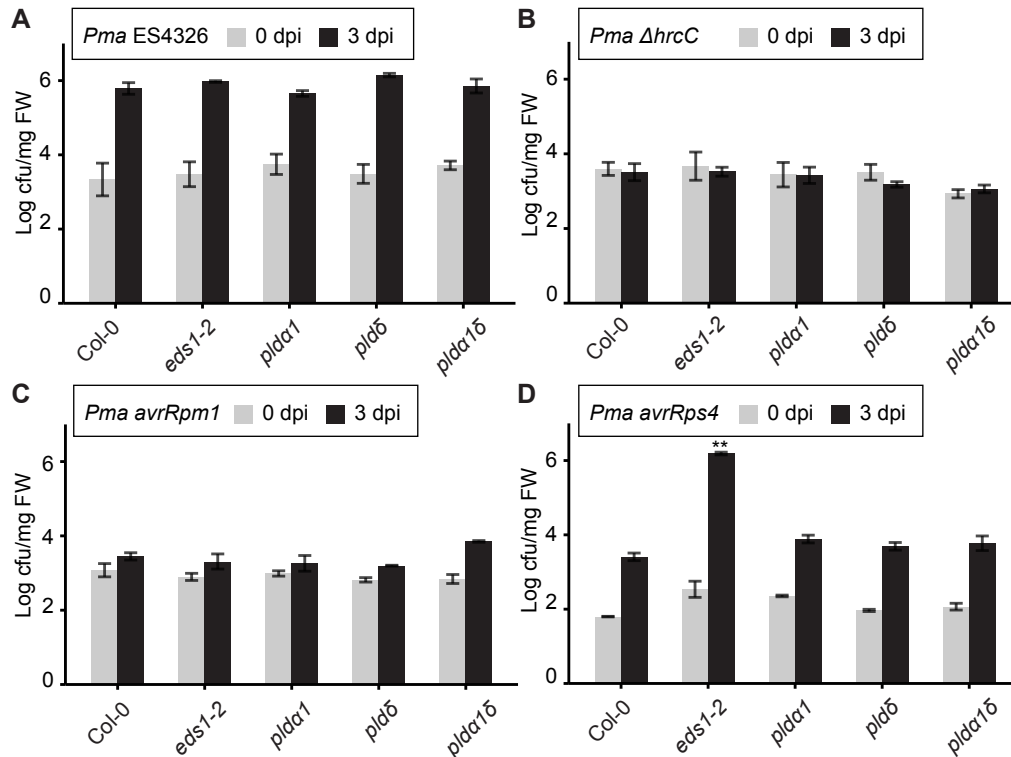 A
Pma ES4326 0 dpi 3 dpi
Log cfu/mg FW
6
4
2
0
Col-0
eds1-2
pldα1
pldδ
pldα1δ
B
Pma ΔhrcC 0 dpi 3 dpi
Log cfu/mg FW
6
4
2
0
Col-0
eds1-2
pldα1
pldδ
pldα1δ
C
Pma avrRpm1 0 dpi 3 dpi
Log cfu/mg FW
6
4
2
0
Col-0
eds1-2
pldα1
pldδ
pldα1δ
D
Pma avrRps4 0 dpi 3 dpi
Log cfu/mg FW
6
4
2
0
**
Col-0
eds1-2
pldα1
pldδ
pldα1δ